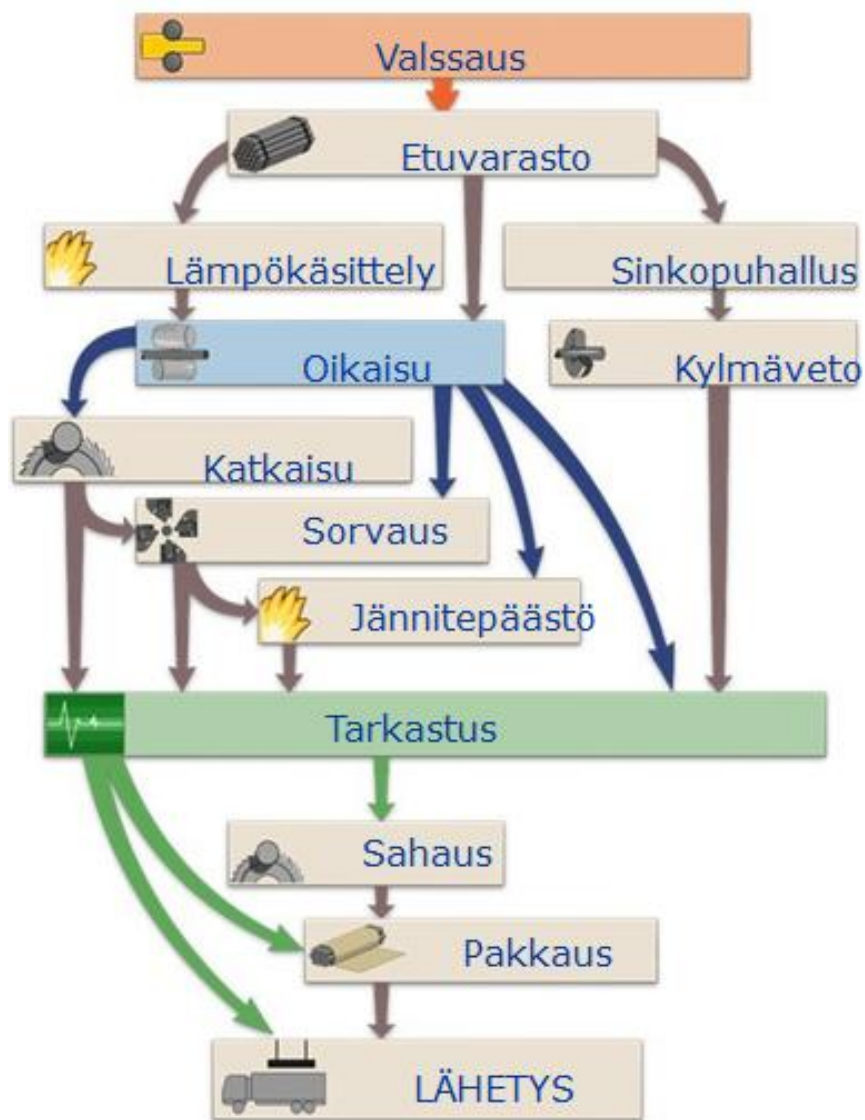 Valssaus
Etuvarasto
Lämpökäsittely
Sinkopuhallus
Oikaisu
Kylmäveto
Katkaisu
Sorvaus
Jännitepäästö
Tarkastus
Sahaus
Pakkaus
LÄHETYS